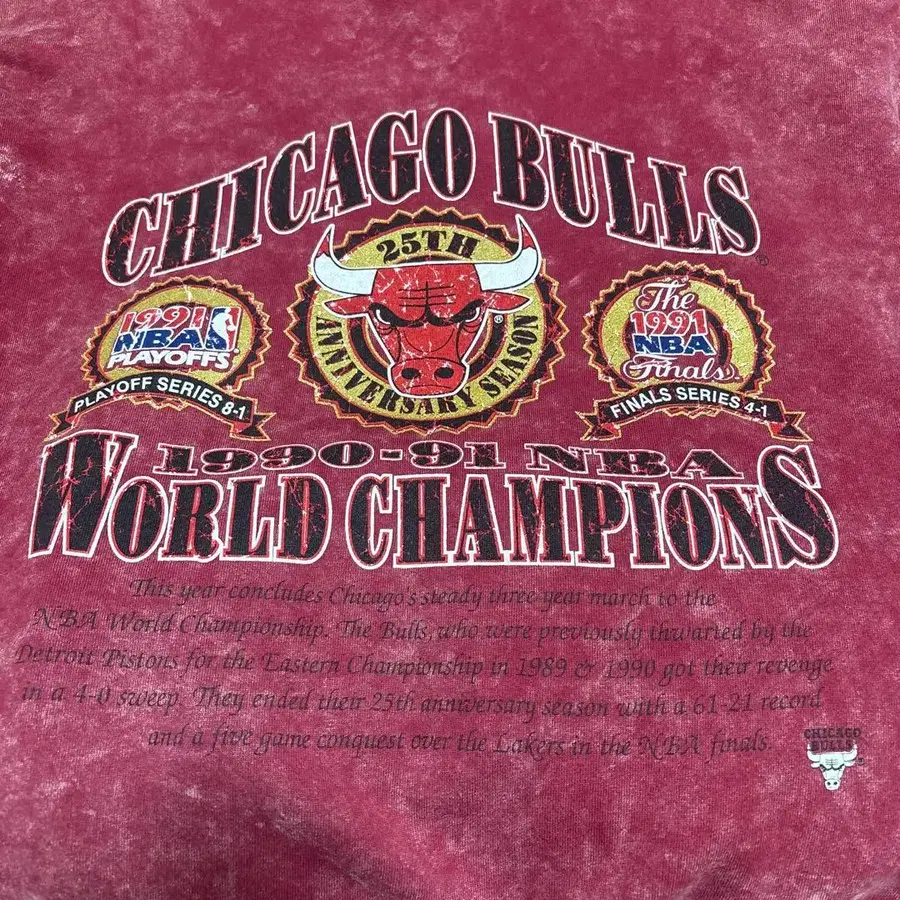 CHICAGO BULLS
®
25TH
ANNIVERSARY SEASON
®
1991
NBA
PLAYOFFS
PLAYOFF SERIES 8-1
The
1991
NBA
Finals
FINALS SERIES 4-1
1990-91 NBA
WORLD CHAMPIONS
This year concludes Chicago's steady three year march to the
NBA World Championship. The Bulls, who were previously thwarted by the
Detroit Pistons for the Eastern Championship in 1989 & 1990 got their revenge
in a 4-0 sweep. They ended their 25th anniversary season with a 61-21 record
and a five game conquest over the Lakers in the NBA finals.
CHICAGO
BULLS
®